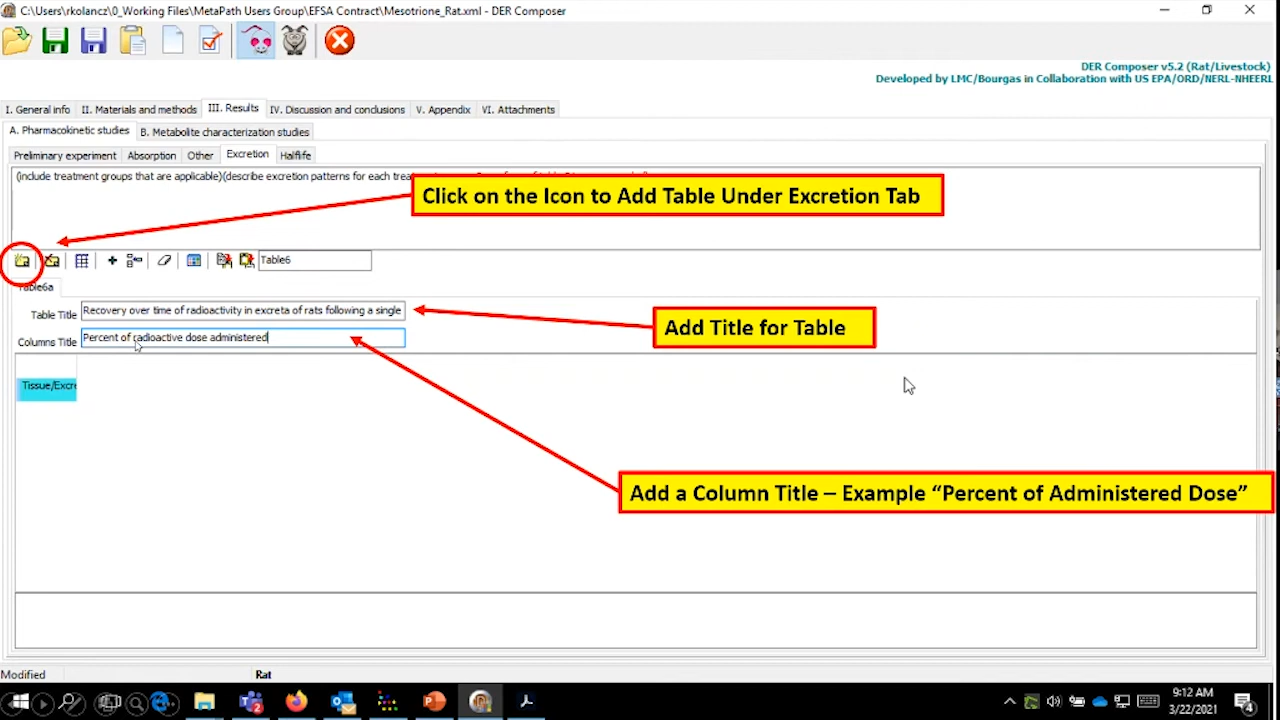 C:\Users\rkolancz\0_Working Files\MetaPath Users Group\EFSA Contract\Mesotrione_Rat.xml - DER Composer
DER Composer v5.2 (Rat/Livestock)
Developed by LMC/Bourgas in Collaboration with US EPA/ORD/NERL-NHEERL
I. General info II. Materials and methods III. Results IV. Discussion and conclusions V. Appendix VI. Attachments
A. Pharmacokinetic studies B. Metabolite characterization studies
Preliminary experiment Absorption Other Excretion Halflife
(include treatment groups that are applicable)(describe excretion patterns for each
Click on the Icon to Add Table Under Excretion Tab
Table6
Table6a
Table Title Recovery over time of radioactivity in excreta of rats following a single
Add Title for Table
Columns Title Percent of radioactive dose administered
Tissue/Excre
Add a Column Title – Example “Percent of Administered Dose”
Modified Rat
9:12 AM
3/22/2021
4